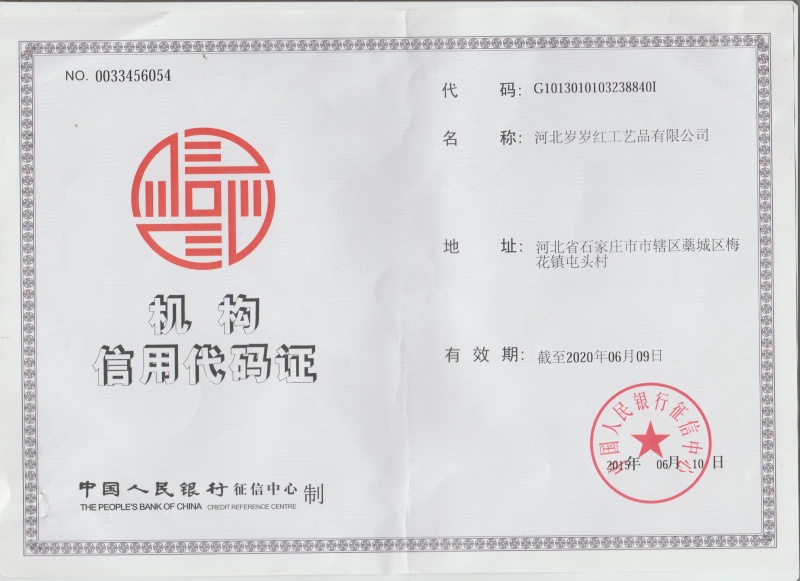 NO. 0033456054
机构
信用代码证
中国人民银行征信中心 制
THE PEOPLE'S BANK OF CHINA CREDIT REFERENCE CENTRE
代 码: G1013010103238840I
名 称: 河北岁岁红工艺品有限公司
地 址: 河北省石家庄市市辖区藁城区梅
花镇屯头村
有 效 期: 截至2020年06月09日
中国人民银行征信中心
2015年 06月 10日